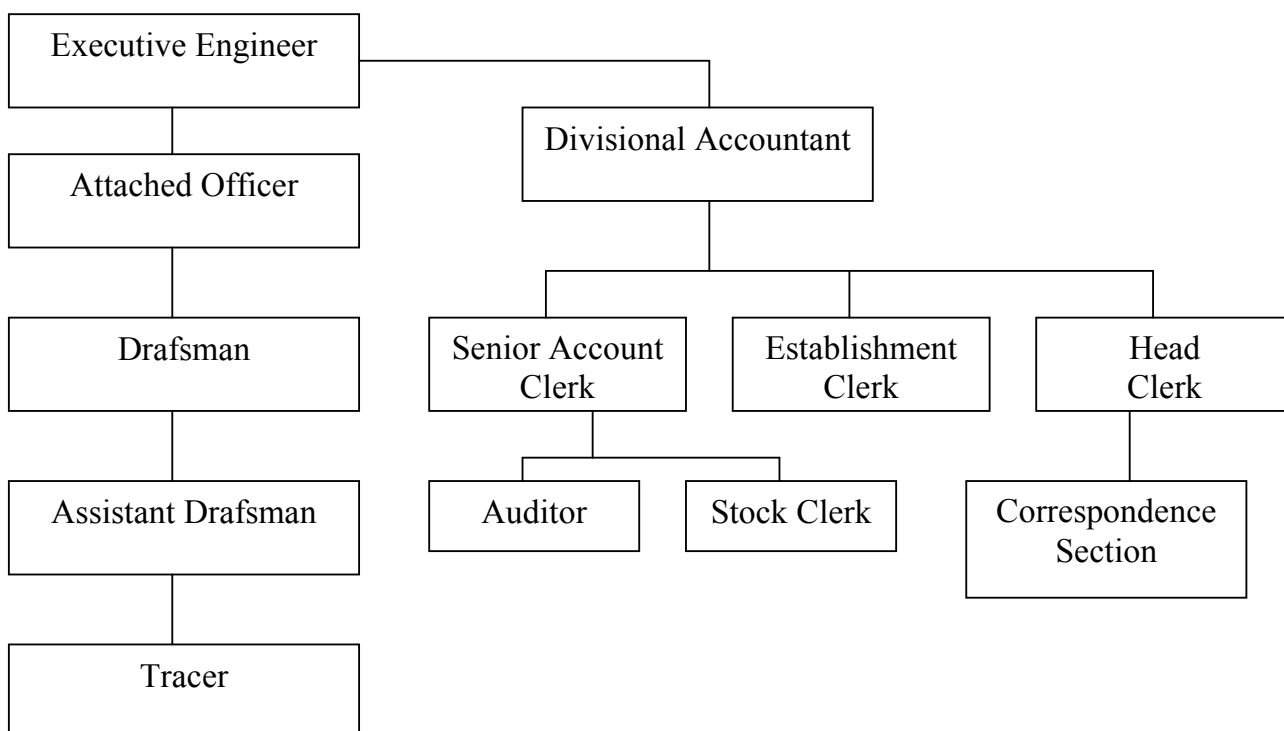 Executive Engineer
Divisional Accountant
Attached Officer
Drafsman
Senior Account
Clerk
Establishment
Clerk
Head
Clerk
Assistant Drafsman
Auditor
Stock Clerk
Correspondence
Section
Tracer